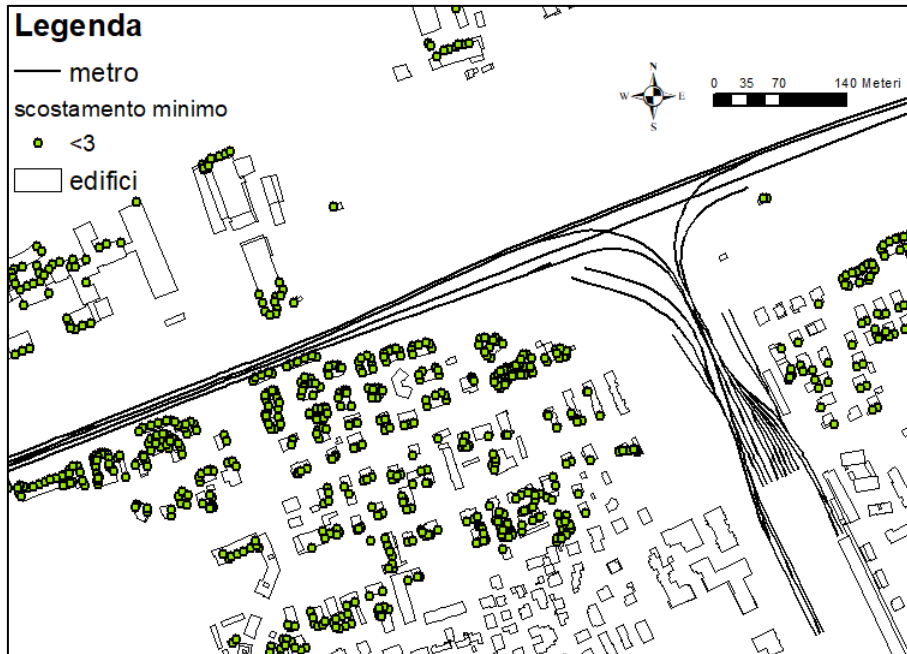 Legenda
metro
scostamento minimo
<3
edifici
N
W E
S
0 35 70 140 Meteri